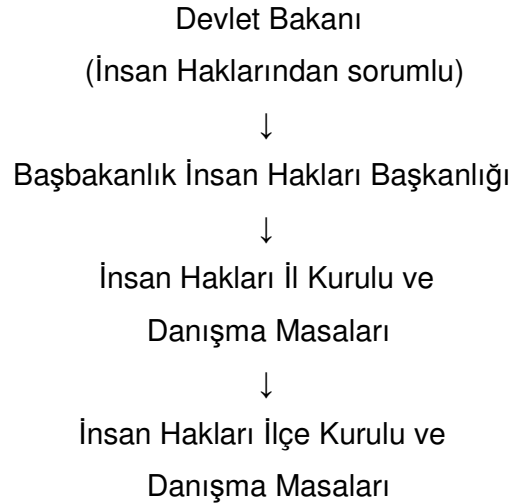 Devlet Bakanı
(İnsan Haklarından sorumlu)
↓
Başbakanlık İnsan Hakları Başkanlığı
↓
İnsan Hakları İl Kurulu ve
Danışma Masaları
↓
İnsan Hakları İlçe Kurulu ve
Danışma Masaları